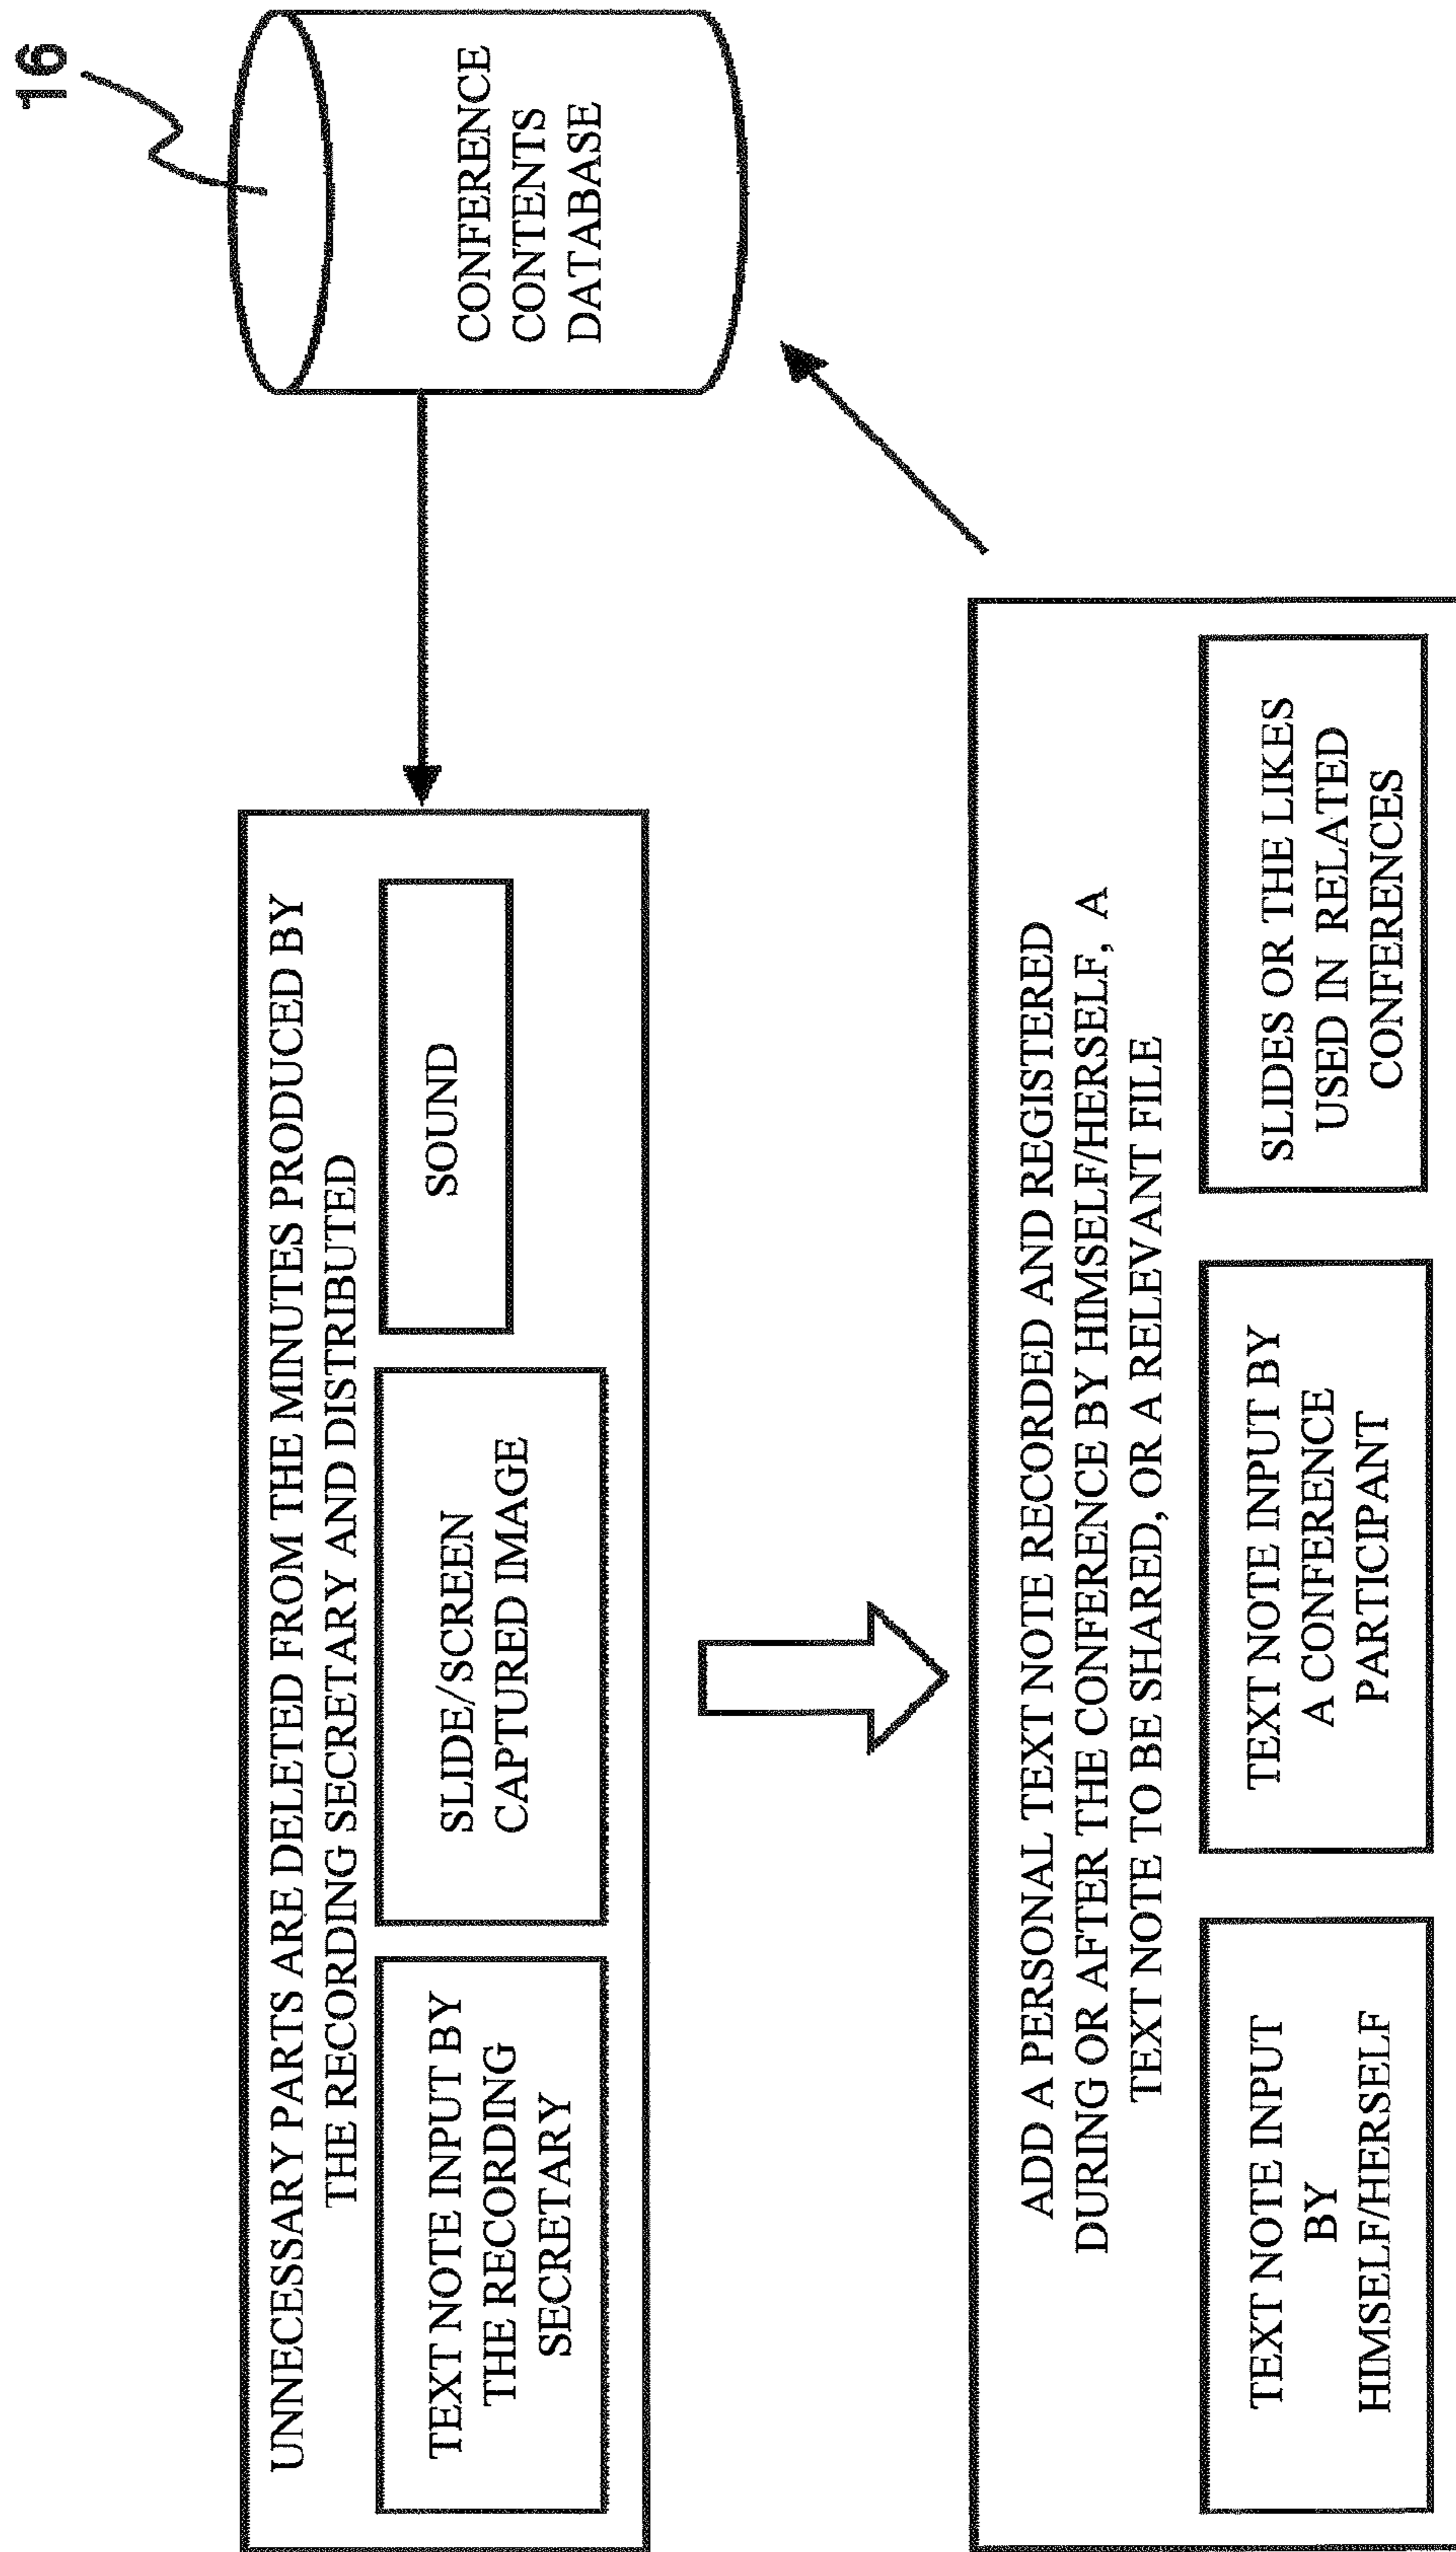 16
CONFERENCE
CONTENTS
DATABASE
UNNECESSARY PARTS ARE DELETED FROM THE MINUTES PRODUCED BY
THE RECORDING SECRETARY AND DISTRIBUTED
TEXT NOTE INPUT BY
THE RECORDING
SECRETARY
SLIDE/SCREEN
CAPTURED IMAGE
SOUND
ADD A PERSONAL TEXT NOTE RECORDED AND REGISTERED
DURING OR AFTER THE CONFERENCE BY HIMSELF/HERSELF, A
TEXT NOTE TO BE SHARED, OR A RELEVANT FILE
TEXT NOTE INPUT
BY
HIMSELF/HERSELF
TEXT NOTE INPUT BY
A CONFERENCE
PARTICIPANT
SLIDES OR THE LIKES
USED IN RELATED
CONFERENCES